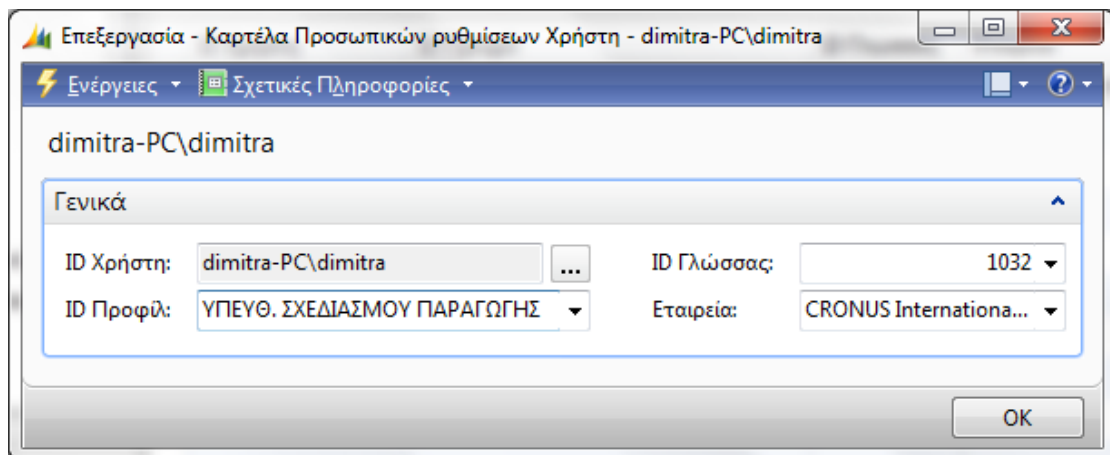 Επεξεργασία - Καρτέλα Προσωπικών ρυθμίσεων Χρήστη - dimitra-PC\dimitra
Ενέργειες Σχετικές Πληροφορίες
dimitra-PC\dimitra
Γενικά
ID Χρήστη: dimitra-PC\dimitra ... ID Γλώσσας: 1032
ID Προφίλ: ΥΠΕΥΘ. ΣΧΕΔΙΑΣΜΟΥ ΠΑΡΑΓΩΓΗΣ Εταιρεία: CRONUS Internationa...
OK